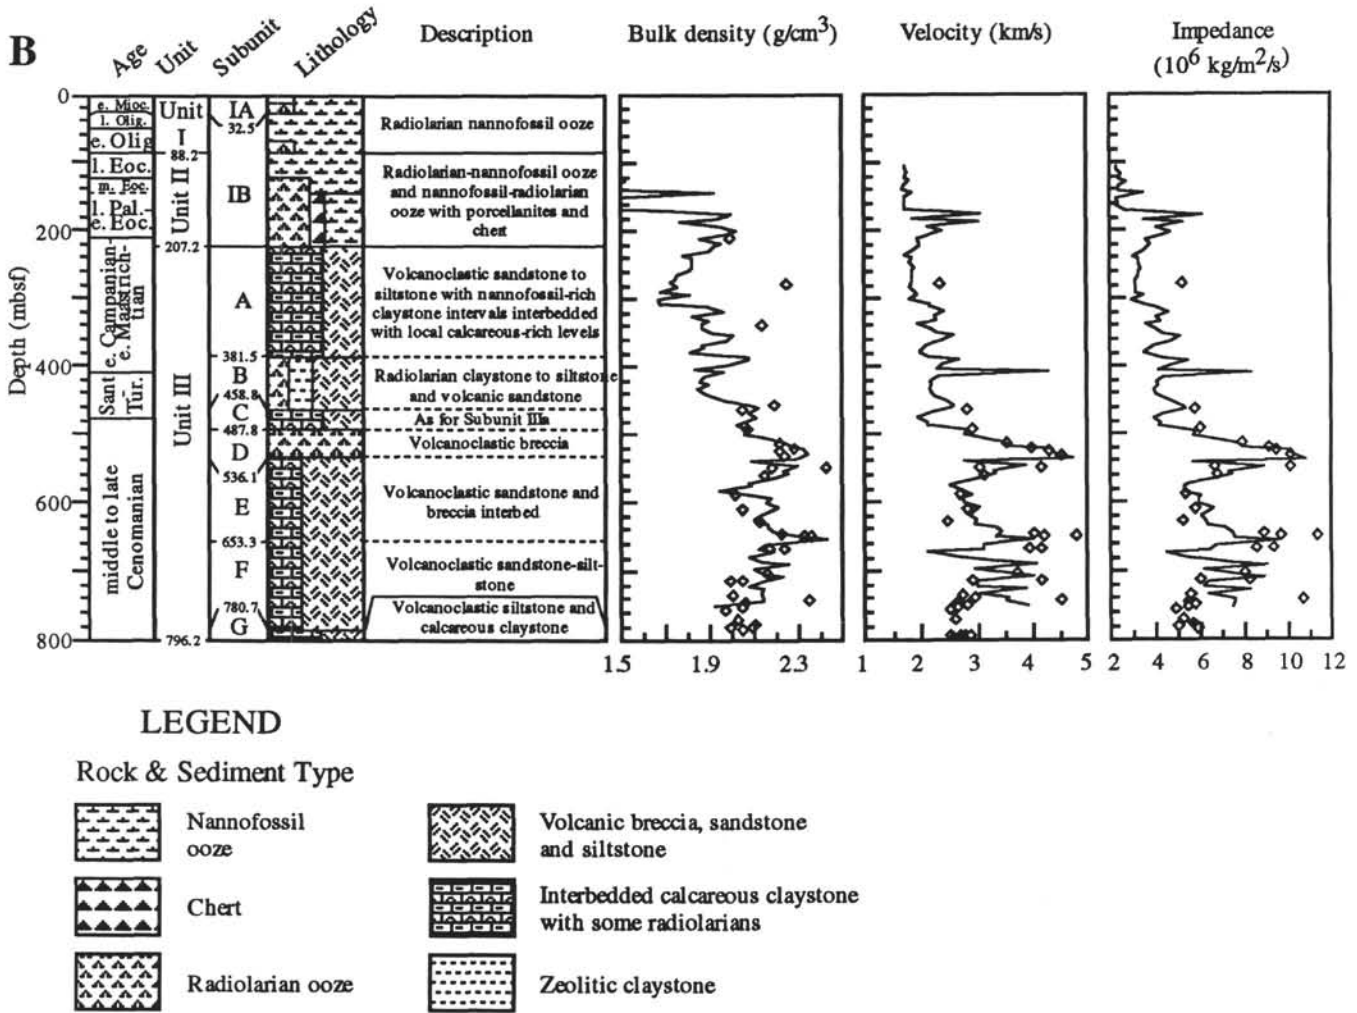 B
Age
Unit
Subunit
Lithology
Description
Bulk density (g/cm3)
Velocity (km/s)
Impedance
(10^6 kg/m2/s)
Depth (mbsf)
0
200
400
600
800
e. Mioc.
l. Olig.
e. Olig
l. Eoc.
m. Eoc.
l. Pal.-
e. Eoc.
e. Campanian-
e. Maastrich-
tian
Sant.-
Tur.
middle to late
Cenomanian
Unit
I
88.2
Unit II
207.2
Unit III
796.2
IA
32.5
IB
A
381.5
B
458.8
C
487.8
D
536.1
E
653.3
F
780.7
G
Radiolarian nannofossil ooze
Radiolarian-nannofossil ooze
and nannofossil-radiolarian
ooze with porcellanites and
chert
Volcanoclastic sandstone to
siltstone with nannofossil-rich
claystone intervals interbedded
with local calcareous-rich levels
Radiolarian claystone to siltstone
and volcanic sandstone
As for Subunit IIIa
Volcanoclastic breccia
Volcanoclastic sandstone and
breccia interbed
Volcanoclastic sandstone-silt-
stone
Volcanoclastic siltstone and
calcareous claystone
1.5
1.9
2.3
1
2
3
4
5
2
4
6
8
10
12
LEGEND
Rock & Sediment Type
Nannofossil
ooze
Chert
Radiolarian ooze
Volcanic breccia, sandstone
and siltstone
Interbedded calcareous claystone
with some radiolarians
Zeolitic claystone